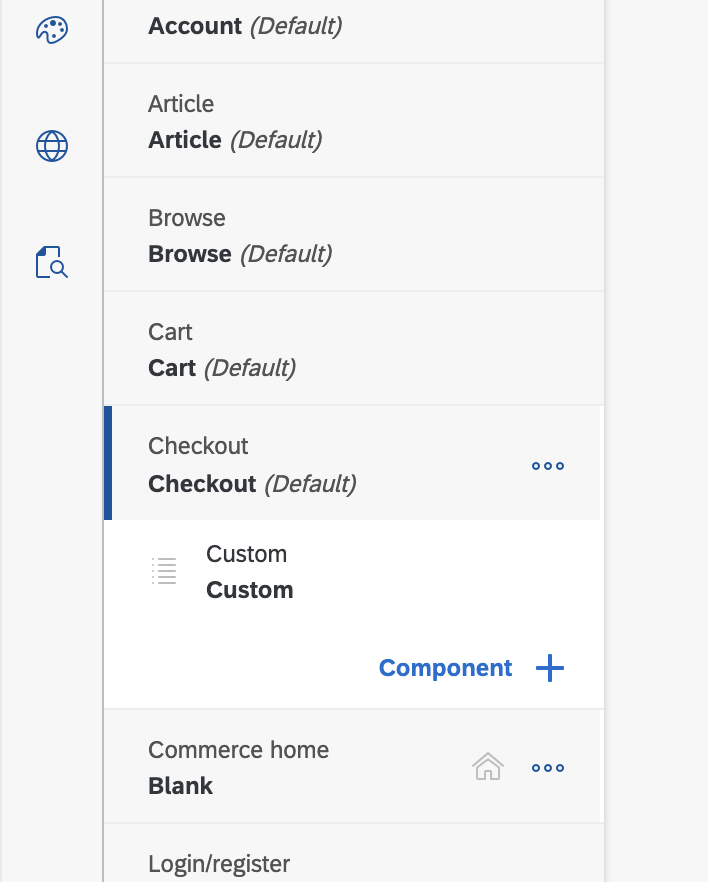 Account (Default)
Article
Article (Default)
Browse
Browse (Default)
Cart
Cart (Default)
Checkout
Checkout (Default)
Custom
Custom
Component
Commerce home
Blank
Login/register